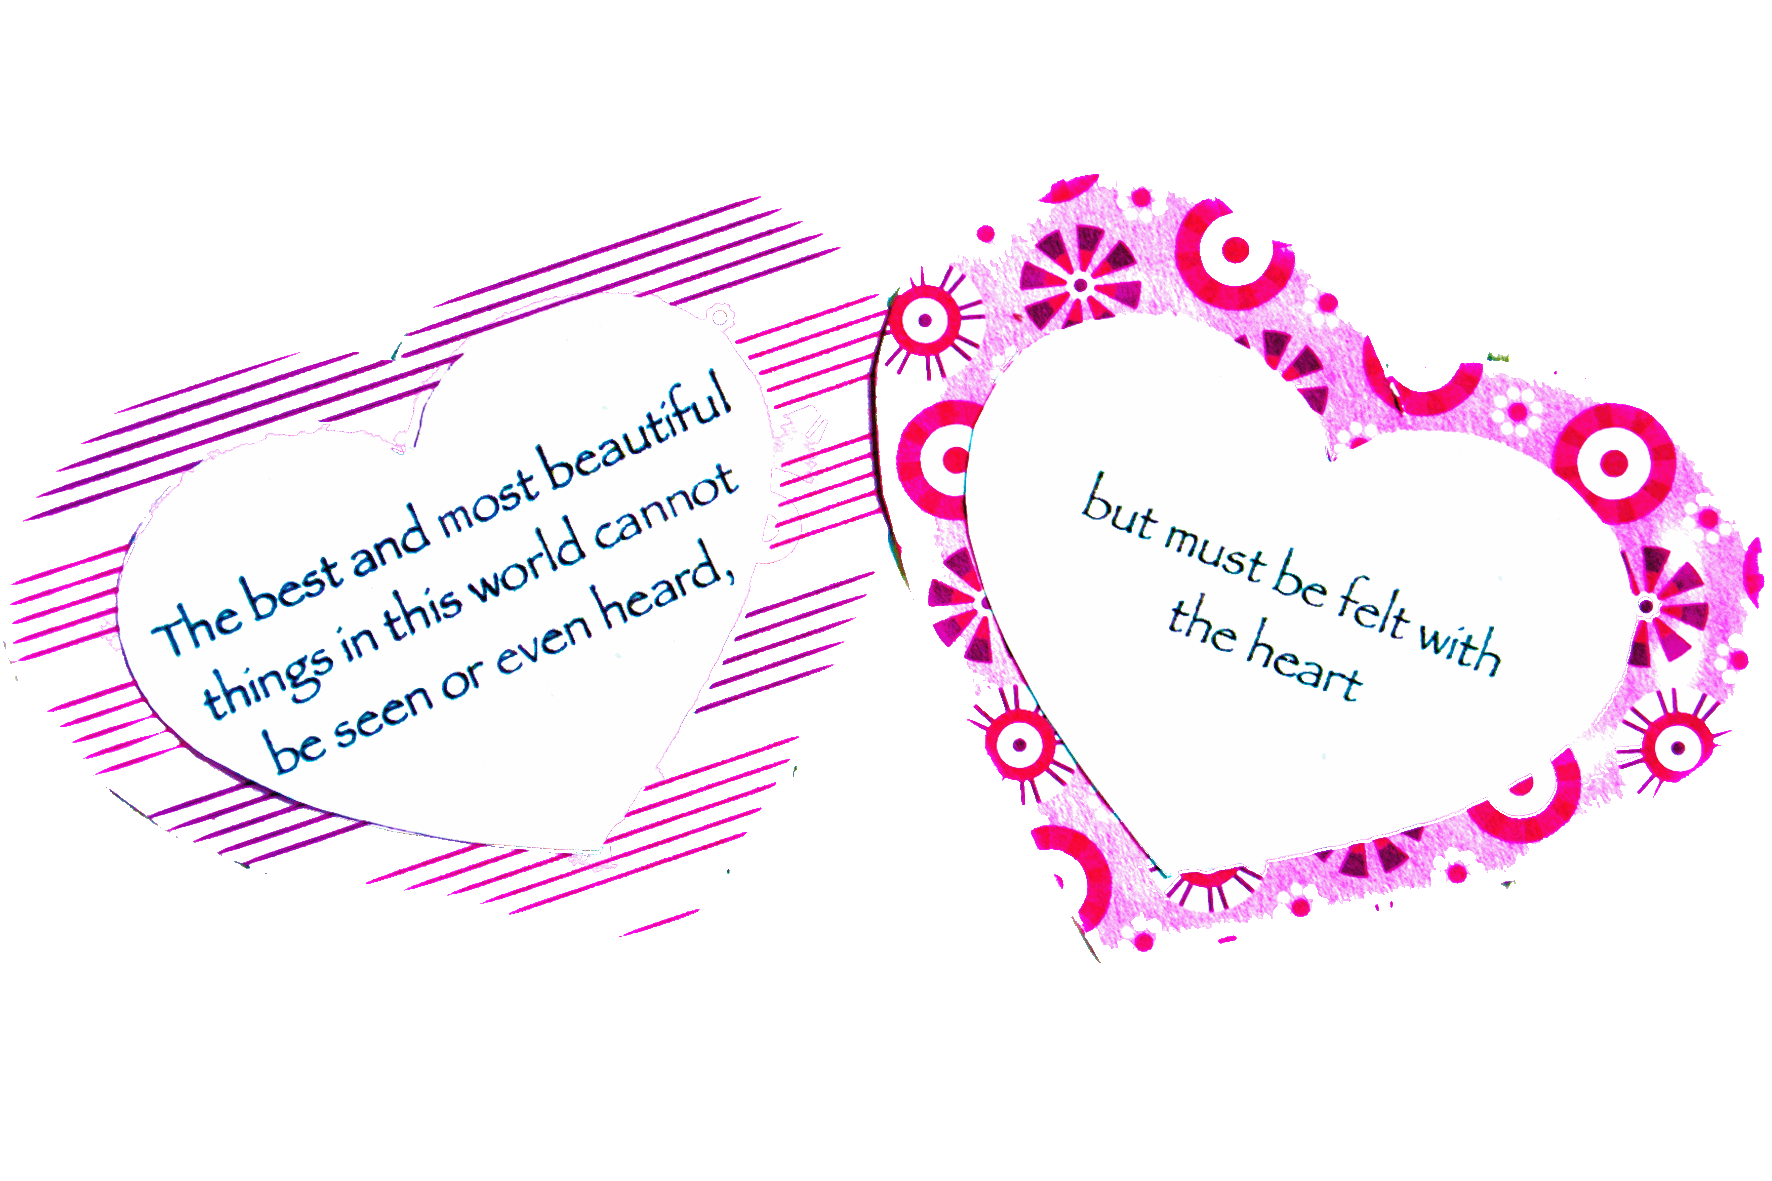 The best and most beautiful
things in this world cannot
be seen or even heard,
but must be felt with
the heart